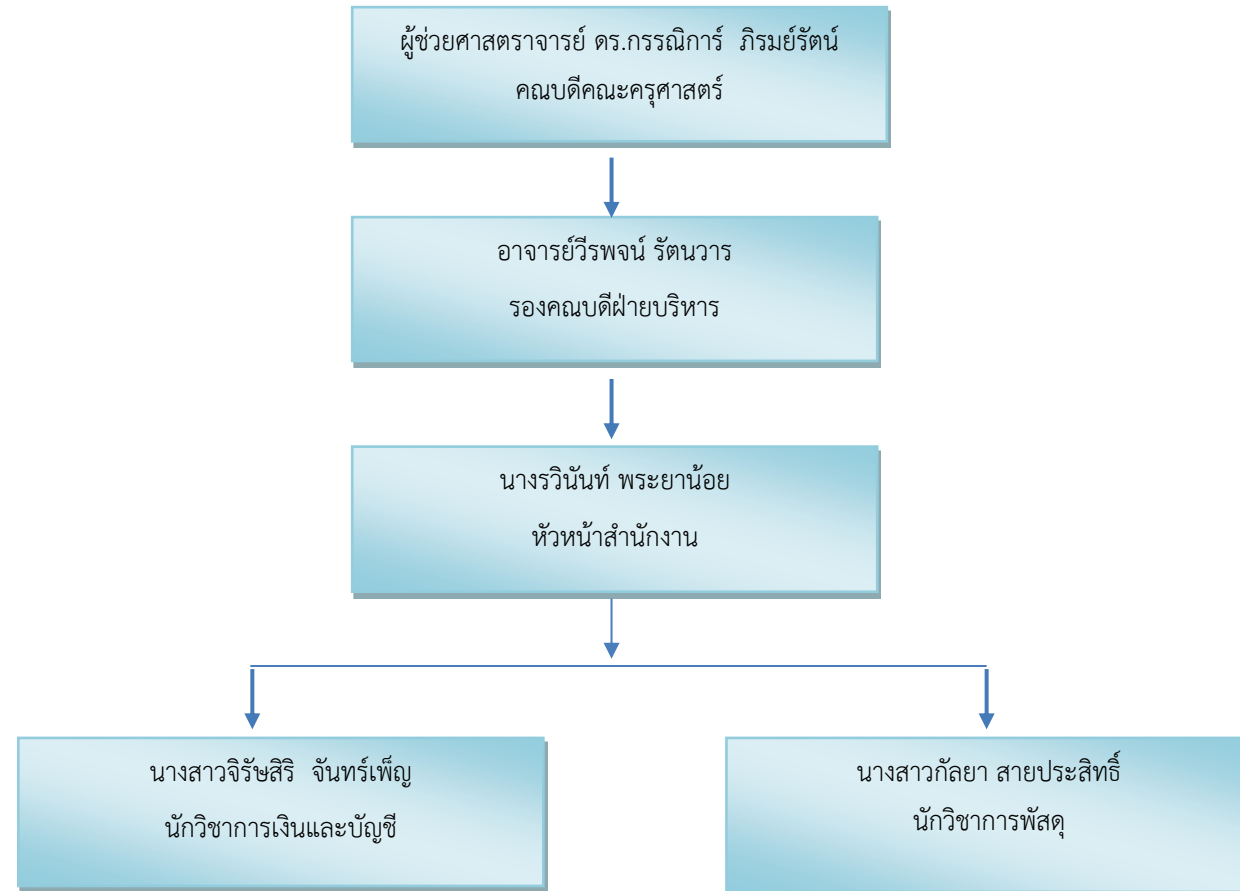 ผู้ช่วยศาสตราจารย์ ดร.กรรณิการ์  ภิรมย์รัตน์
คณบดีคณะครุศาสตร์
อาจารย์วีรพจน์ รัตนวาร
รองคณบดีฝ่ายบริหาร
นางรวินันท์ พระยาน้อย
หัวหน้าสำนักงาน
นางสาวจิรัษสิริ  จันทร์เพ็ญ
นักวิชาการเงินและบัญชี
นางสาวกัลยา สายประสิทธิ์
นักวิชาการพัสดุ